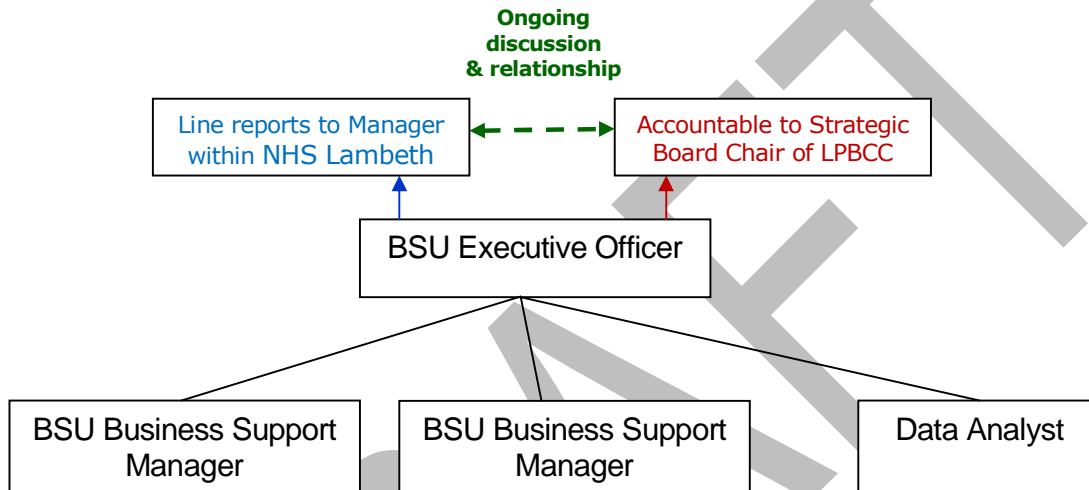 Ongoing
discussion
& relationship
Line reports to Manager
within NHS Lambeth
Accountable to Strategic
Board Chair of LPBCC
BSU Executive Officer
BSU Business Support
Manager
BSU Business Support
Manager
Data Analyst